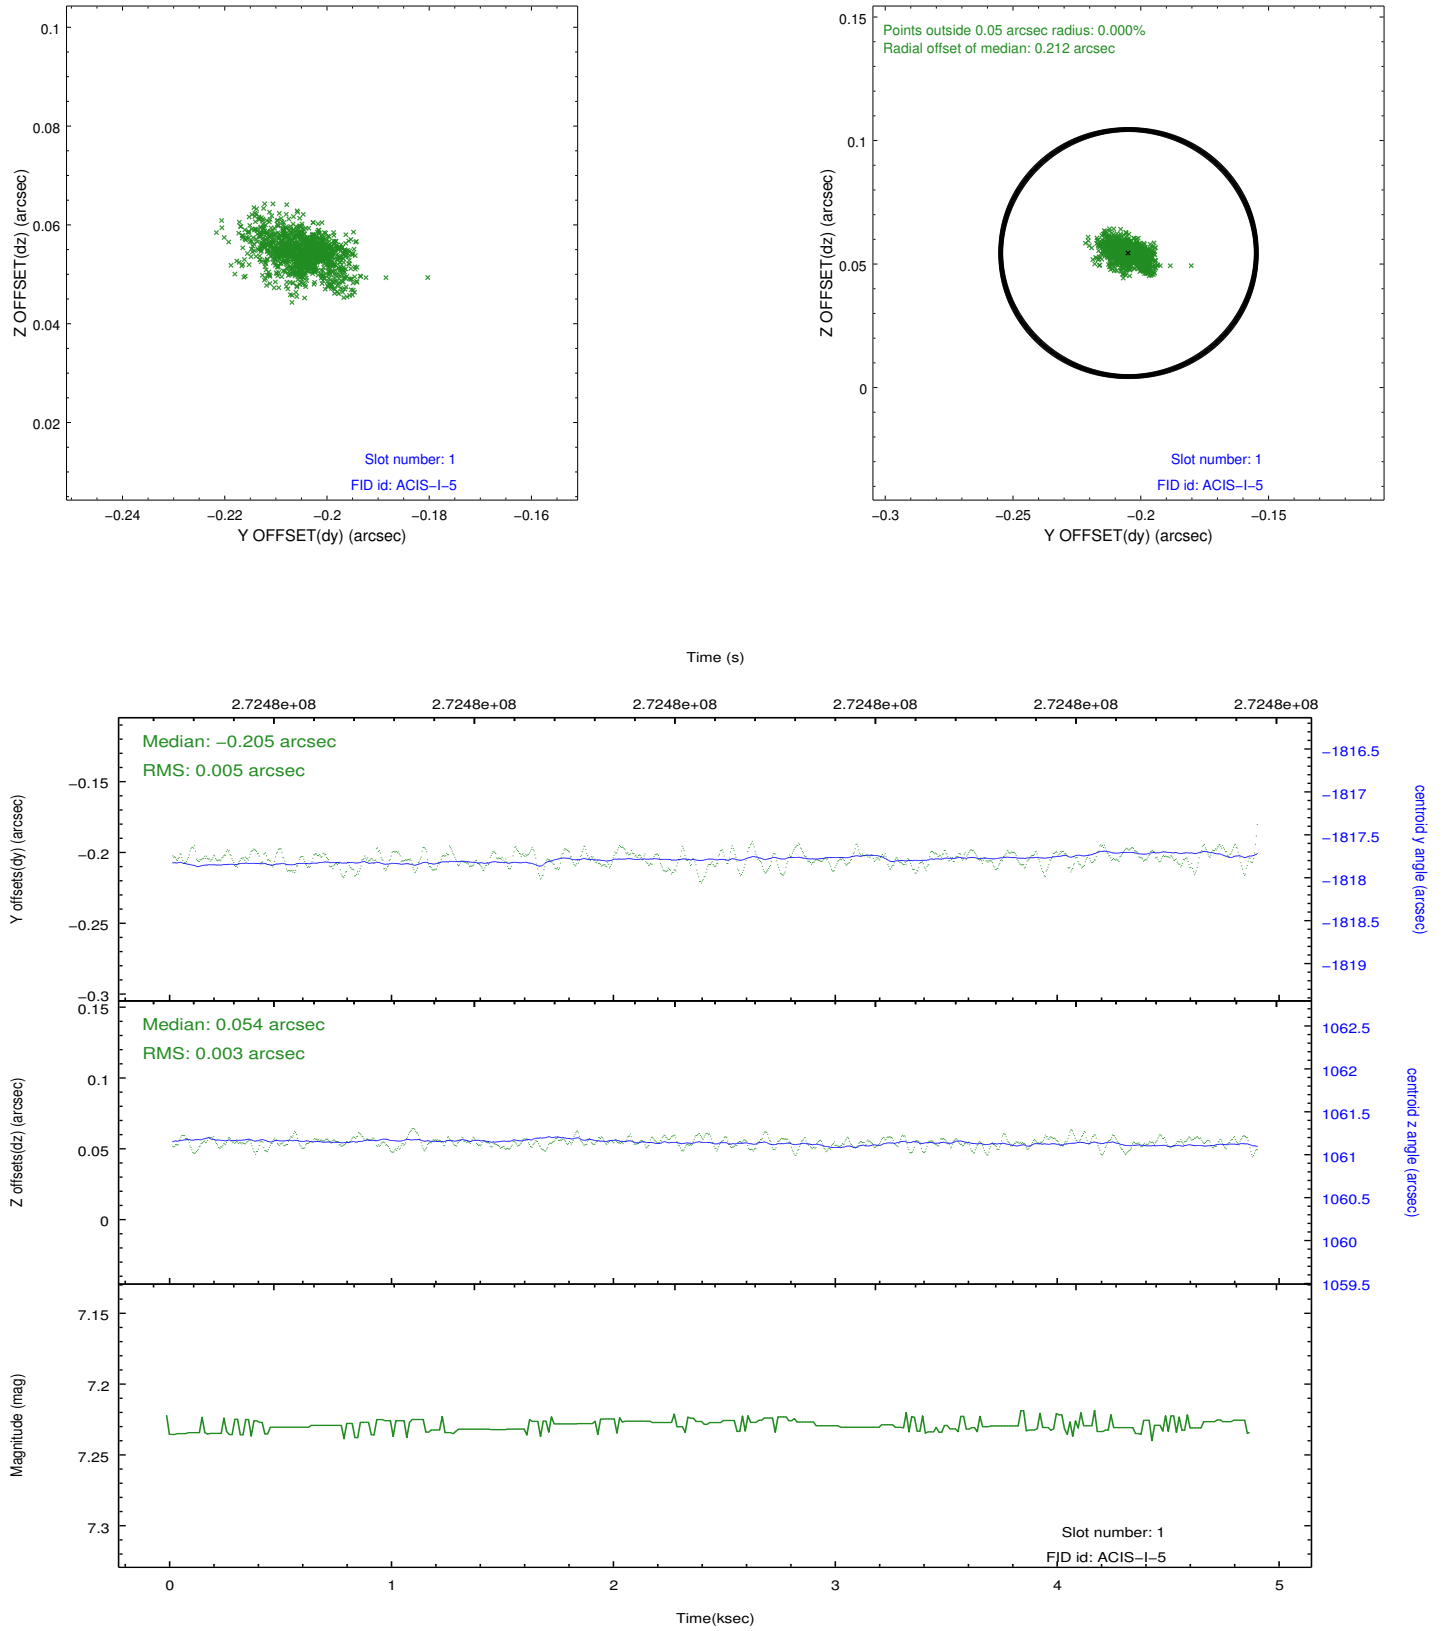 0.1
0.08
0.06
0.04
0.02
Z OFFSET(dz) (arcsec)
Slot number: 1
FID id: ACIS−I−5
−0.24
−0.22
−0.2
−0.18
−0.16
Y OFFSET(dy) (arcsec)
Points outside 0.05 arcsec radius: 0.000%
Radial offset of median: 0.212 arcsec
0.15
0.1
0.05
0
Z OFFSET(dz) (arcsec)
Slot number: 1
FID id: ACIS−I−5
−0.3
−0.25
−0.2
−0.15
Y OFFSET(dy) (arcsec)
Time (s)
2.7248e+08
2.7248e+08
2.7248e+08
2.7248e+08
2.7248e+08
2.7248e+08
Median: −0.205 arcsec
RMS: 0.005 arcsec
−0.15
−0.2
−0.25
−0.3
Y offsets(dy) (arcsec)
−1816.5
−1817
−1817.5
−1818
−1818.5
−1819
centroid y angle (arcsec)
Median: 0.054 arcsec
RMS: 0.003 arcsec
0.15
0.1
0.05
0
Z offsets(dz) (arcsec)
1062.5
1062
1061.5
1061
1060.5
1060
1059.5
centroid z angle (arcsec)
7.15
7.2
7.25
7.3
Magnitude (mag)
Slot number: 1
FID id: ACIS−I−5
0
1
2
3
4
5
Time(ksec)